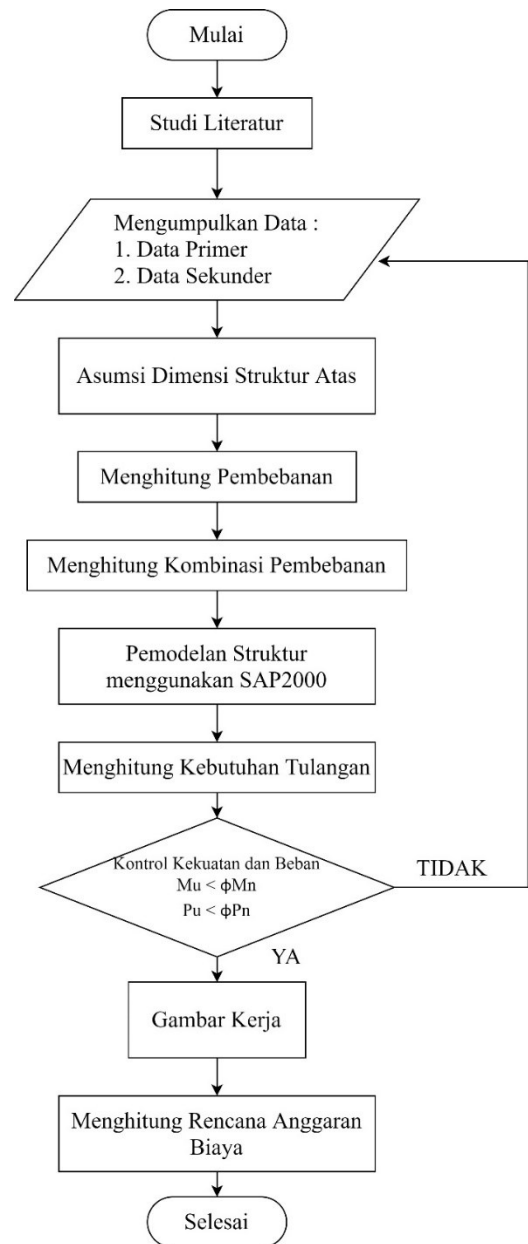 Mulai
Studi Literatur
Mengumpulkan Data :
1. Data Primer
2. Data Sekunder
Asumsi Dimensi Struktur Atas
Menghitung Pembebanan
Menghitung Kombinasi Pembebanan
Pemodelan Struktur
menggunakan SAP2000
Menghitung Kebutuhan Tulangan
Kontrol Kekuatan dan Beban
Mu < ϕMn
Pu < ϕPn
TIDAK
YA
Gambar Kerja
Menghitung Rencana Anggaran
Biaya
Selesai